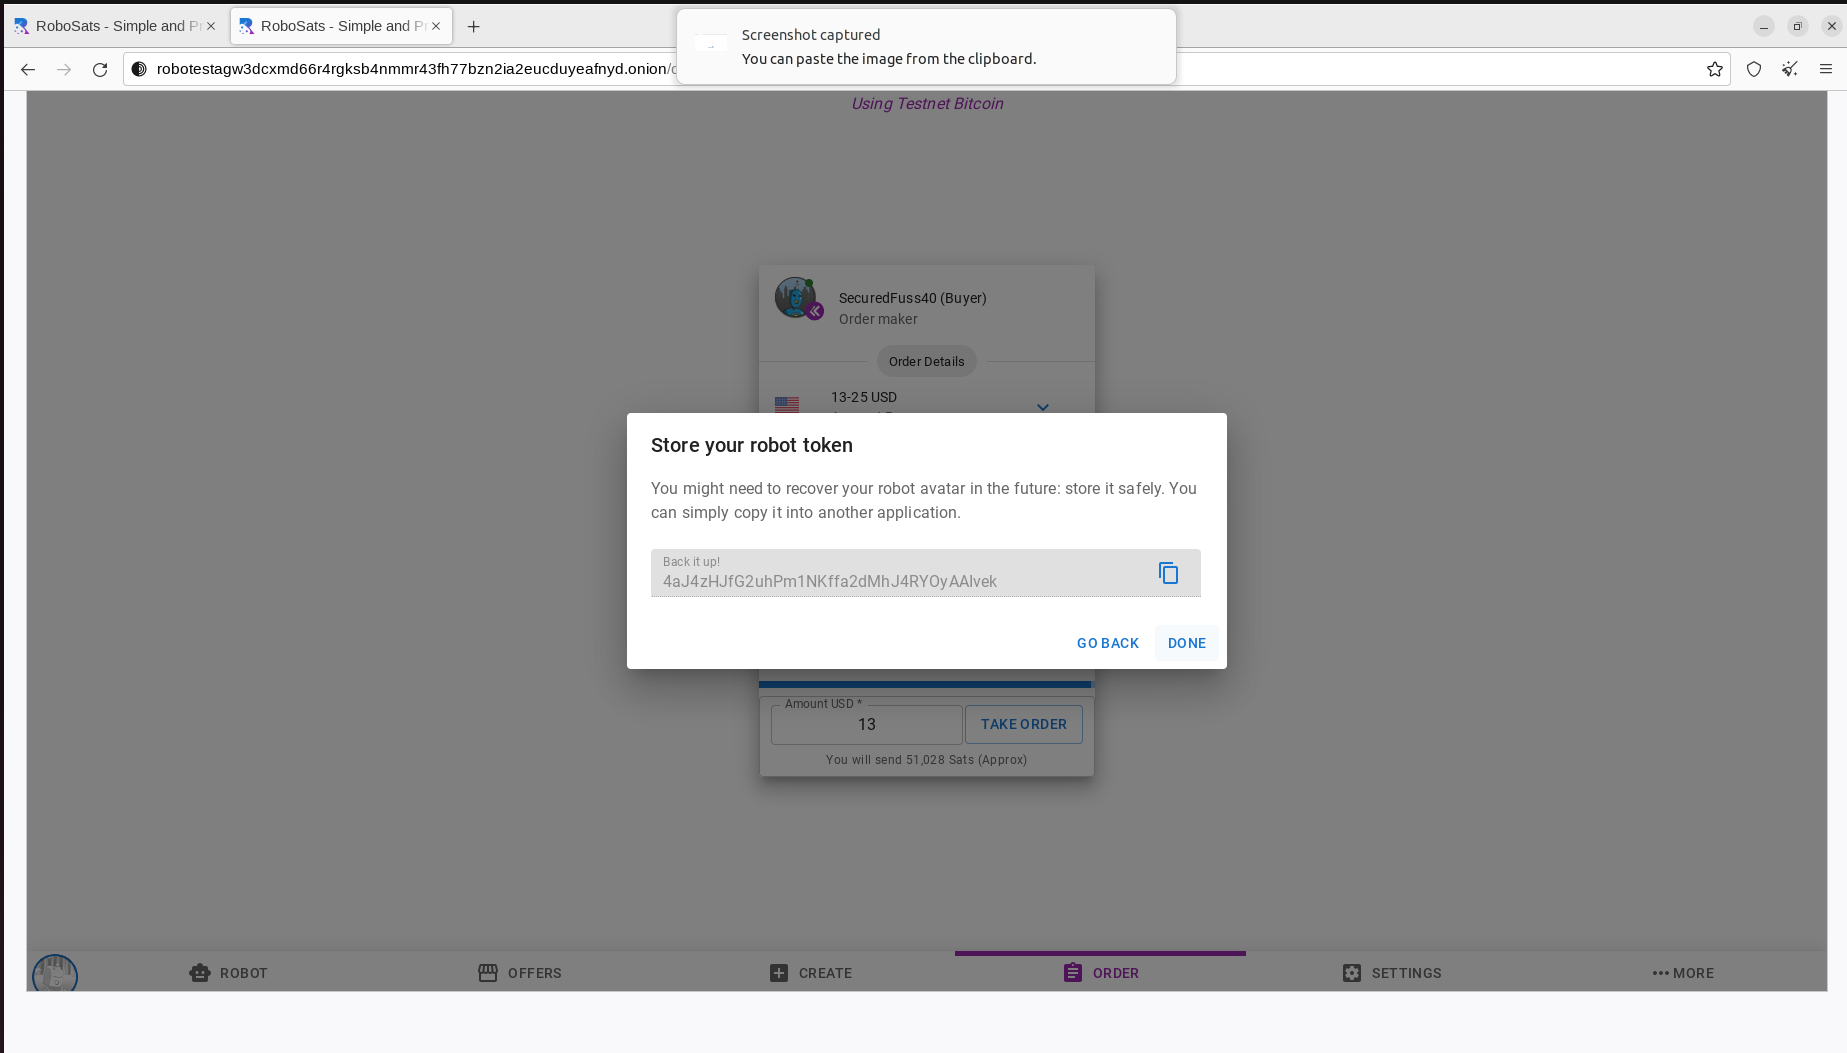 RoboSats - Simple and Pr
RoboSats - Simple and Pr
Screenshot captured
You can paste the image from the clipboard.
robotestagw3dcxmd66r4rgksb4nmmr43fh77bzn2ia2eucduyeafnyd.onion/
Using Testnet Bitcoin
SecuredFuss40 (Buyer)
Order maker
Order Details
13-25 USD
Store your robot token
You might need to recover your robot avatar in the future: store it safely. You
can simply copy it into another application.
Back it up!
4aJ4zHJfG2uhPm1NKffa2dMhJ4RYOyAAIvek
GO BACK
DONE
Amount USD *
13
TAKE ORDER
You will send 51,028 Sats (Approx)
ROBOT
OFFERS
CREATE
ORDER
SETTINGS
MORE